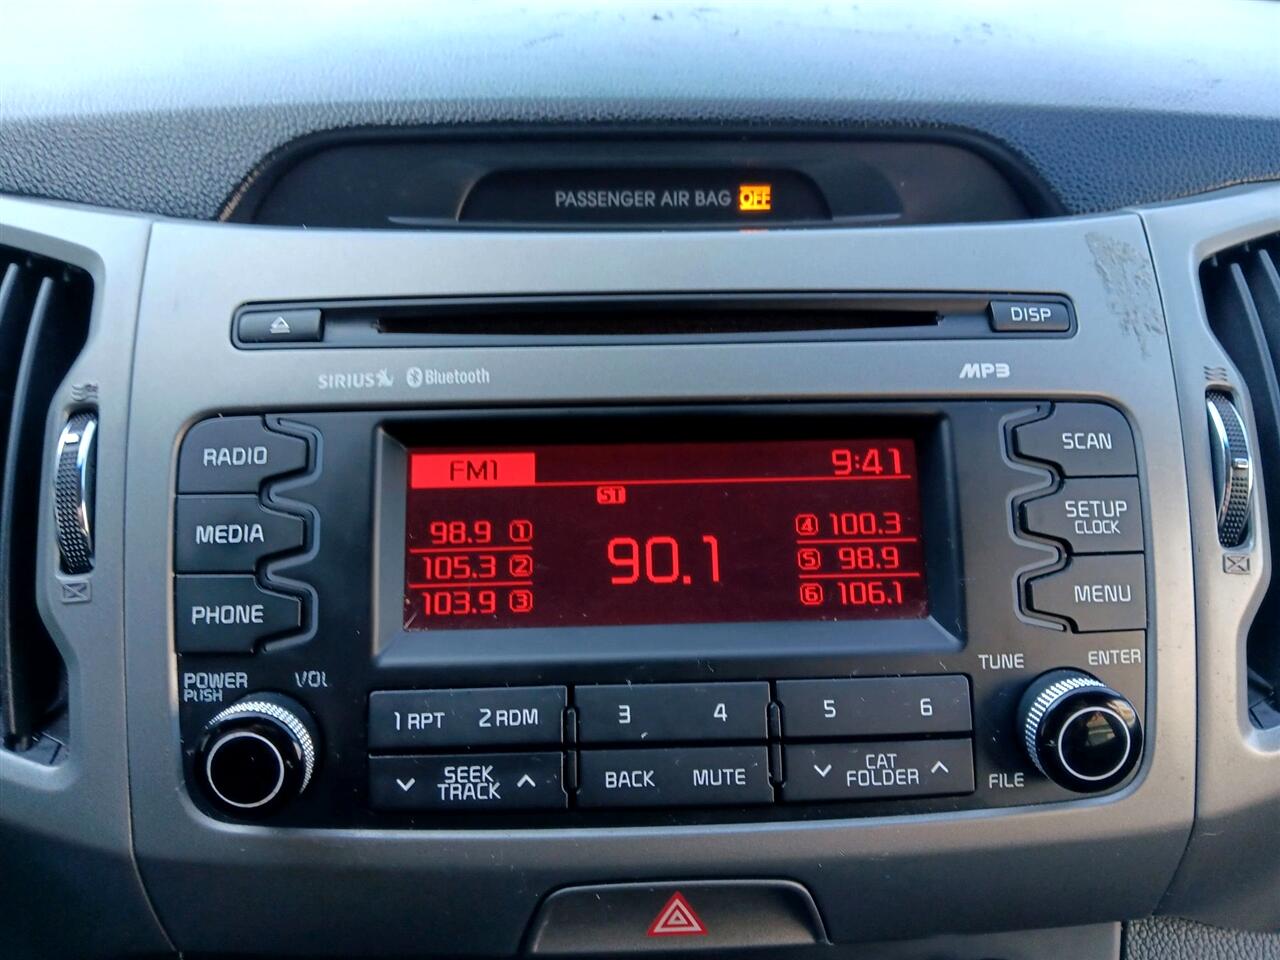 PASSENGER AIR BAG OFF
DISP
SIRIUS Bluetooth MP3
RADIO
MEDIA
PHONE
FM1 9:41
ST
98.9 1
105.3 2
103.9 3
90.1
4 100.3
5 98.9
6 106.1
SCAN
SETUP
CLOCK
MENU
POWER
PUSH
VOL
TUNE
ENTER
FILE
1 RPT 2 RDM 3 4 5 6
SEEK
TRACK
BACK MUTE
CAT
FOLDER